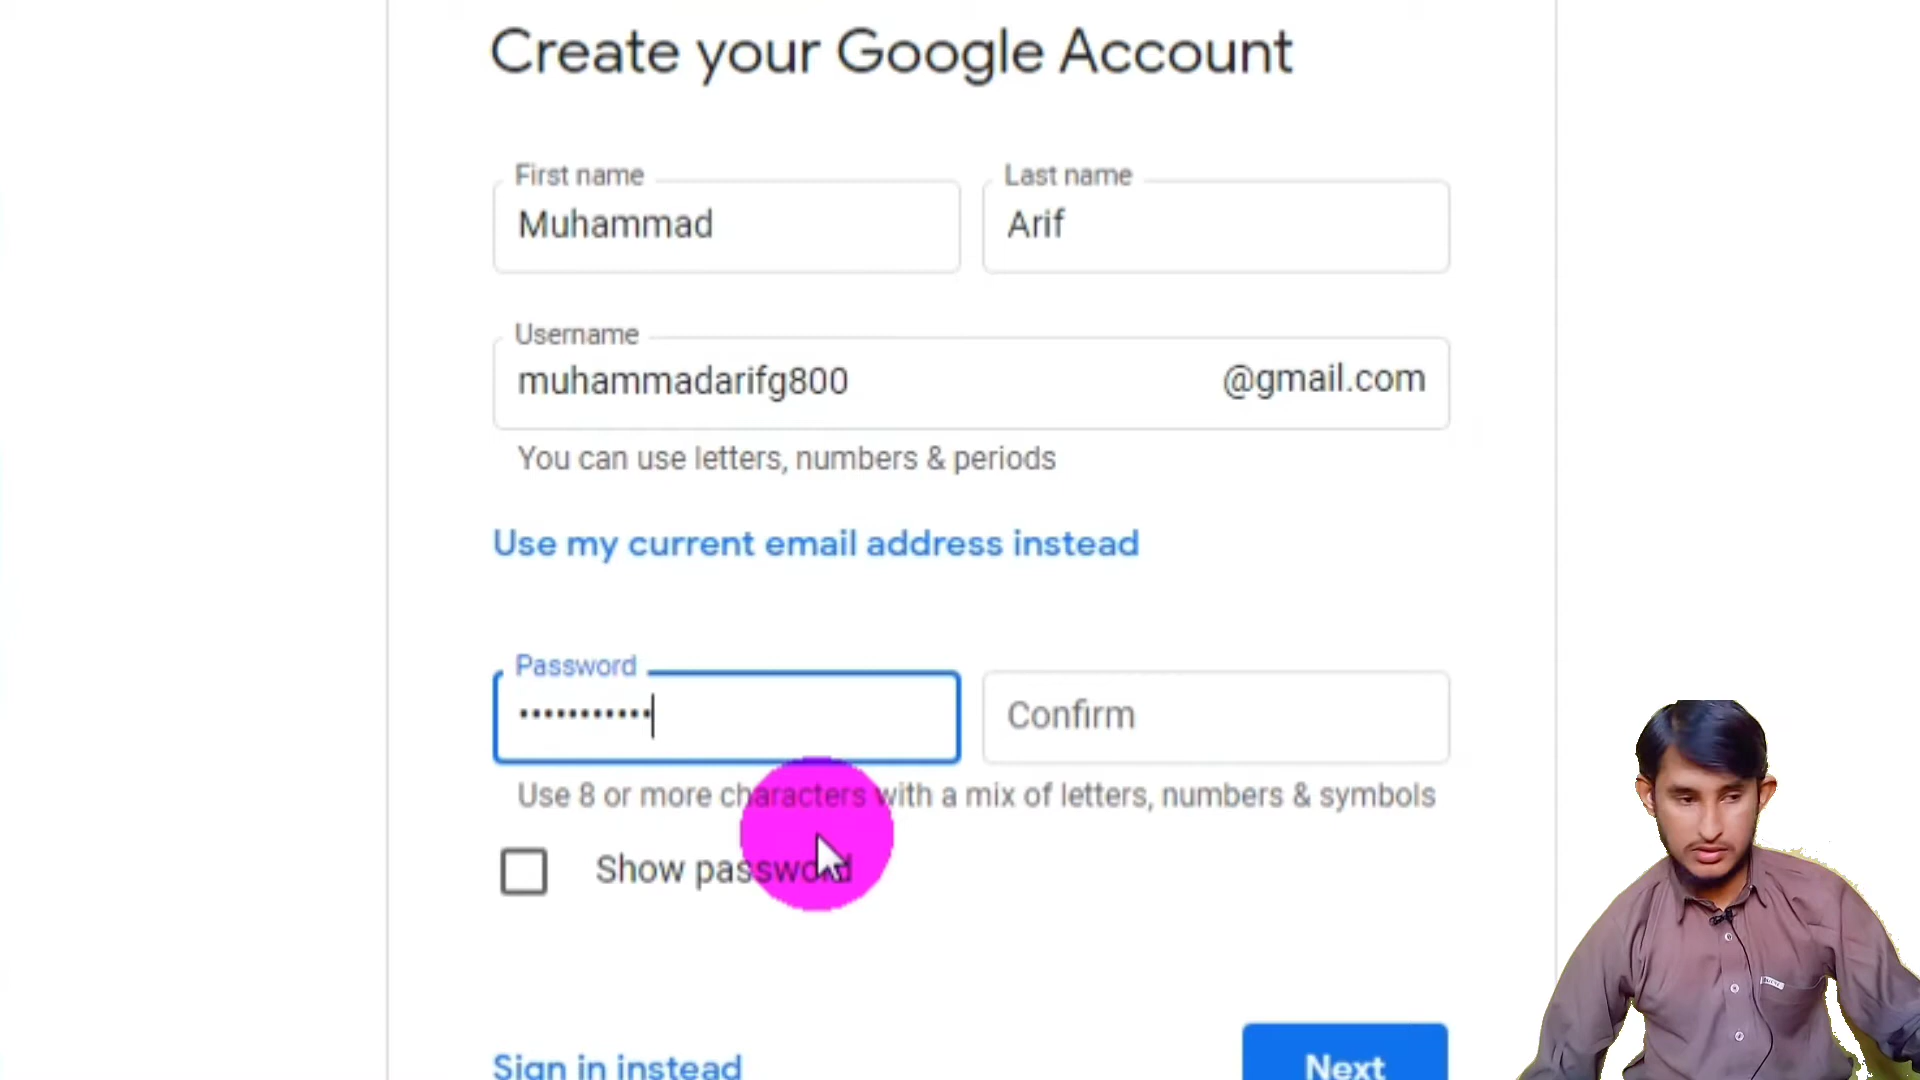 Create your Google Account
First name
Last name
Muhammad
Arif
Username
muhammadarifg800
@gmail.com
You can use letters, numbers & periods
Use my current email address instead
Password
•••••••••••
Confirm
Use 8 or more characters with a mix of letters, numbers & symbols
Show password
Sign in instead
Next